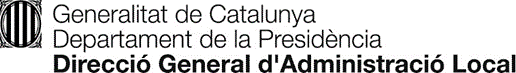 Generalitat de Catalunya
Departament de la Presidència
Direcció General d'Administració Local